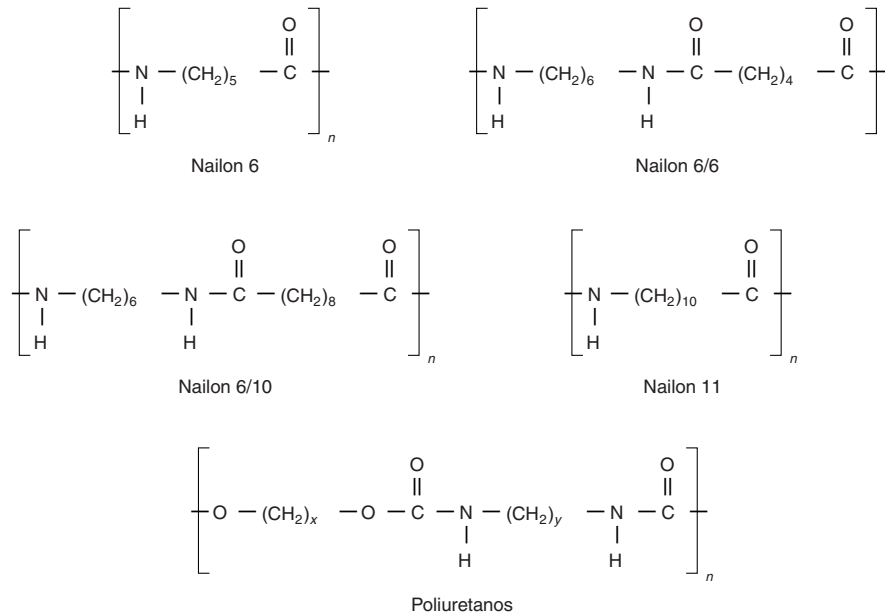 O O O
N (CH₂)₅ C N (CH₂)₆ N C (CH₂)₄ C
H H H
n
Nailon 6 Nailon 6/6
O O O
N (CH₂)₆ N C (CH₂)₈ C N (CH₂)₁₀ C
H H H
n n
Nailon 6/10 Nailon 11
O O
O (CH₂)ₓ O C N (CH₂)y N C
H H
n
Poliuretanos